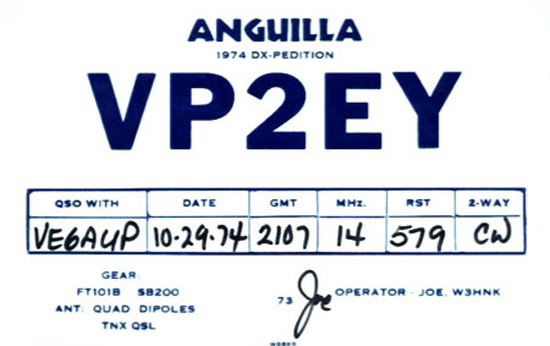 ANGUILLA
1974 DX-PEDITION
VP2EY
QSO WITH DATE GMT MHz. RST 2-WAY
VE6AUP 10-29-74 2107 14 579 CW
GEAR:
FT101B SB200
ANT: QUAD DIPOLES
TNX QSL
73 Joe OPERATOR - JOE, W3HNK